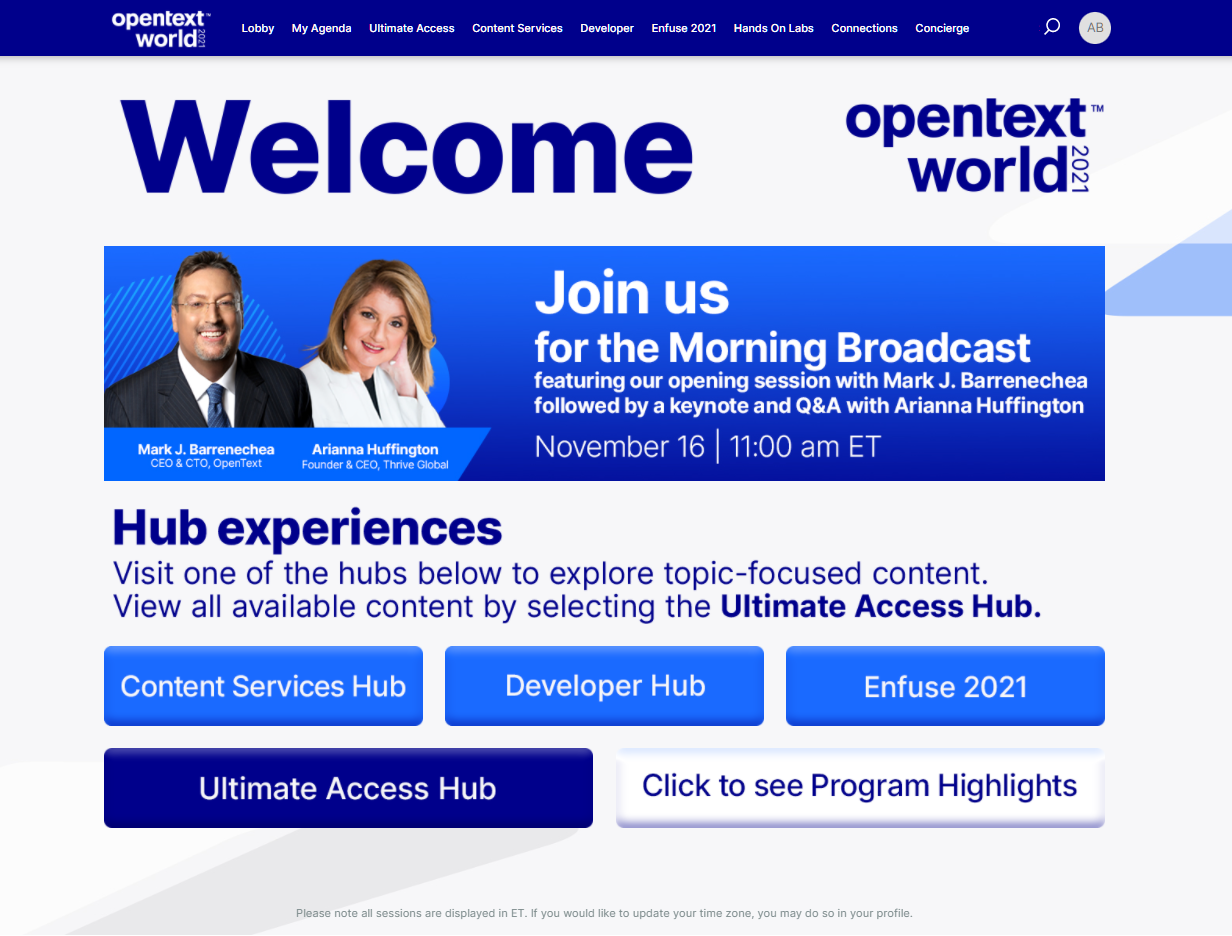 opentext™
world 2021
Lobby My Agenda Ultimate Access Content Services Developer Enfuse 2021 Hands On Labs Connections Concierge AB
Welcome
opentext™
world 2021
Join us
for the Morning Broadcast
featuring our opening session with Mark J. Barrenechea
followed by a keynote and Q&A with Arianna Huffington
November 16 | 11:00 am ET
Mark J. Barrenechea
CEO & CTO, OpenText
Arianna Huffington
Founder & CEO, Thrive Global
Hub experiences
Visit one of the hubs below to explore topic-focused content.
View all available content by selecting the Ultimate Access Hub.
Content Services Hub
Developer Hub
Enfuse 2021
Ultimate Access Hub
Click to see Program Highlights
Please note all sessions are displayed in ET. If you would like to update your time zone, you may do so in your profile.